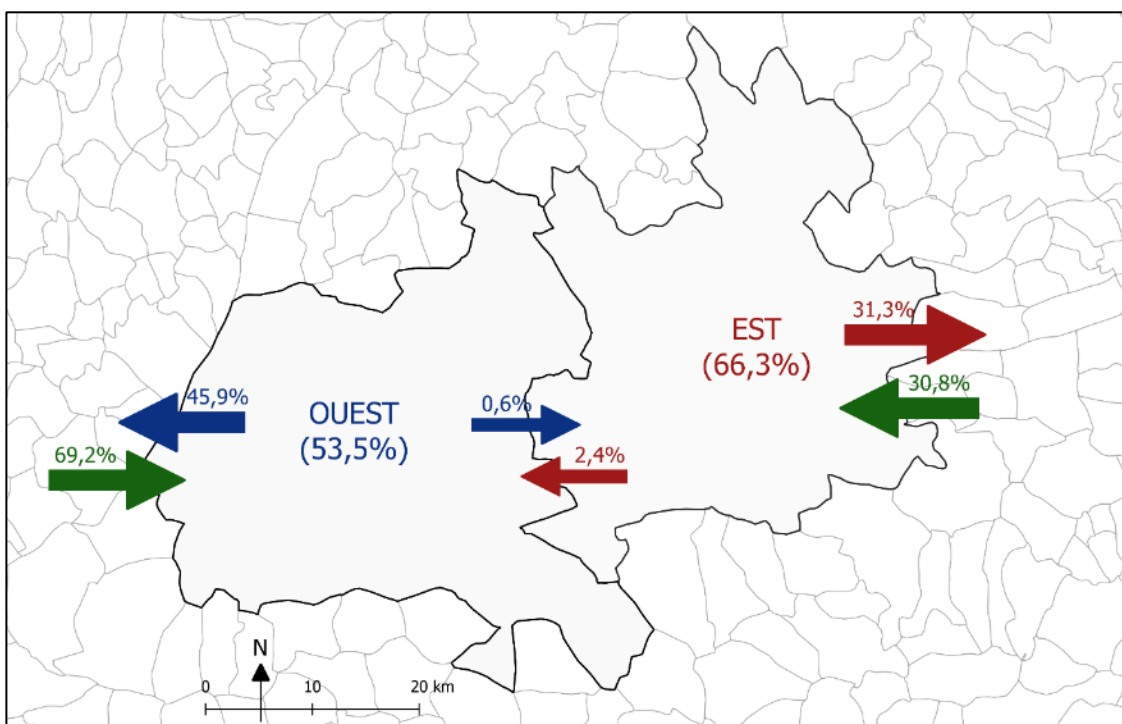 31,3%
EST
(66,3%)
30,8%
45,9%
OUEST
(53,5%)
0,6%
69,2%
2,4%
N
0 10 20 km